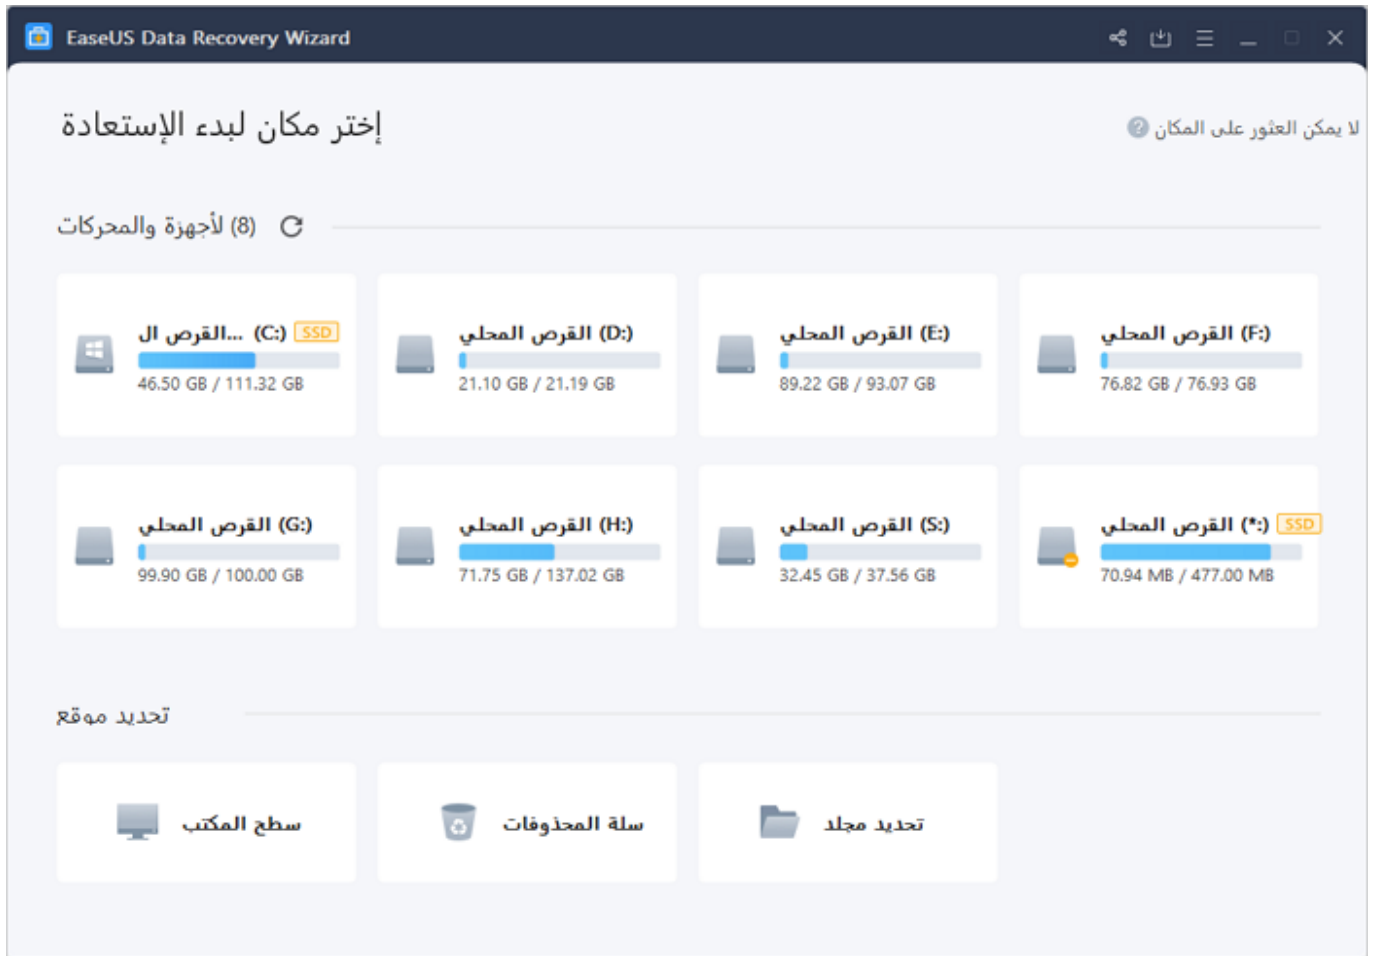 EaseUS Data Recovery Wizard
إختر مكان لبدء الإستعادة
لا يمكن العثور على المكان
لأجهزة والمحركات (8)
القرص ال... (C:) SSD
46.50 GB / 111.32 GB
القرص المحلي (D:)
21.10 GB / 21.19 GB
القرص المحلي (E:)
89.22 GB / 93.07 GB
القرص المحلي (F:)
76.82 GB / 76.93 GB
القرص المحلي (G:)
99.90 GB / 100.00 GB
القرص المحلي (H:)
71.75 GB / 137.02 GB
القرص المحلي (S:)
32.45 GB / 37.56 GB
القرص المحلي (*:) SSD
70.94 MB / 477.00 MB
تحديد موقع
سطح المكتب
سلة المحذوفات
تحديد مجلد